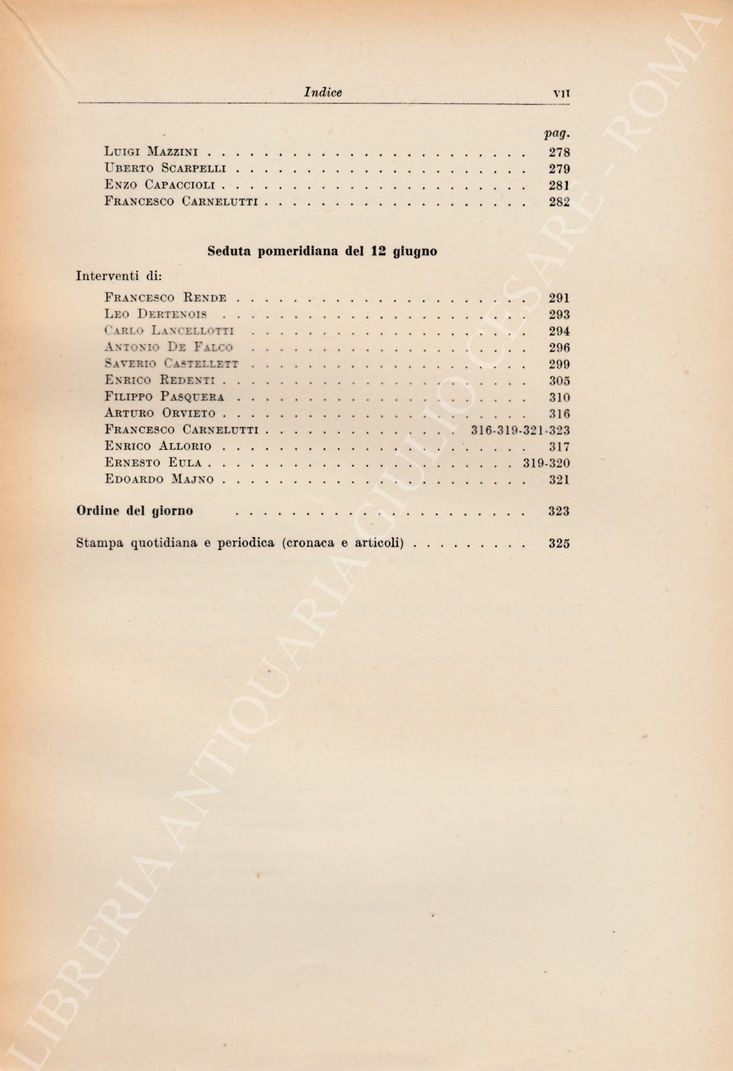 Indice VII
pag.
LUIGI MAZZINI . . . . . . . . . . . . . . . . . . . . . . . 278
UBERTO SCARPELLI . . . . . . . . . . . . . . . . . . . . . 279
ENZO CAPACCIOLI . . . . . . . . . . . . . . . . . . . . . . 281
FRANCESCO CARNELUTTI . . . . . . . . . . . . . . . . . . . 282
Seduta pomeridiana del 12 giugno
Interventi di:
FRANCESCO RENDE . . . . . . . . . . . . . . . . . . . . . 291
LEO DERTENOIS . . . . . . . . . . . . . . . . . . . . . . 293
CARLO LANCELLOTTI . . . . . . . . . . . . . . . . . . . . 294
ANTONIO DE FALCO . . . . . . . . . . . . . . . . . . . . 296
SAVERIO CASTELLETT . . . . . . . . . . . . . . . . . . . . 299
ENRICO REDENTI . . . . . . . . . . . . . . . . . . . . . . 305
FILIPPO PASQUERA . . . . . . . . . . . . . . . . . . . . . 310
ARTURO ORVIETO . . . . . . . . . . . . . . . . . . . . . . 316
FRANCESCO CARNELUTTI . . . . . . . . . . . . . . 316-319-321-323
ENRICO ALLORIO . . . . . . . . . . . . . . . . . . . . . . 317
ERNESTO EULA . . . . . . . . . . . . . . . . . . . . . . 319-320
EDOARDO MAJNO . . . . . . . . . . . . . . . . . . . . . . 321
Ordine del giorno . . . . . . . . . . . . . . . . . . . . . 323
Stampa quotidiana e periodica (cronaca e articoli) . . . . . . . . . 325
LIBRERIA ANTIQUARIA GIULIO CESARE - ROMA